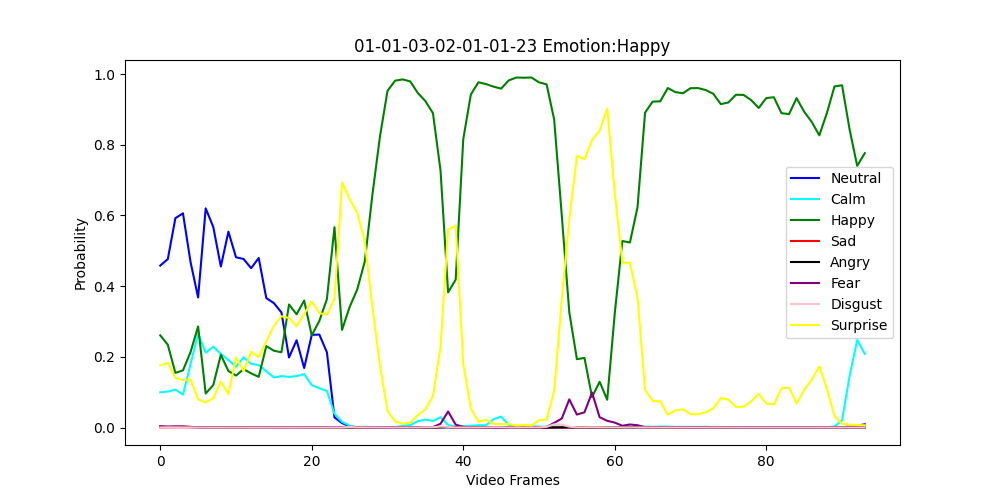 01-01-03-02-01-01-23 Emotion:Happy
1.0
0.8
0.6
0.4
0.2
0.0
Probability
0
20
40
60
80
Video Frames
Neutral
Calm
Happy
Sad
Angry
Fear
Disgust
Surprise